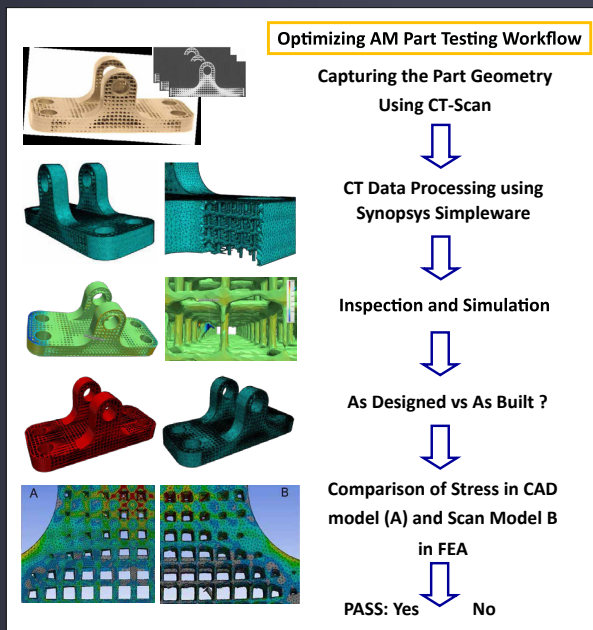 Optimizing AM Part Testing Workflow
Capturing the Part Geometry
Using CT-Scan
CT Data Processing using
Synopsys Simpleware
Inspection and Simulation
As Designed vs As Built ?
A
B
Comparison of Stress in CAD
model (A) and Scan Model B
in FEA
PASS: Yes No